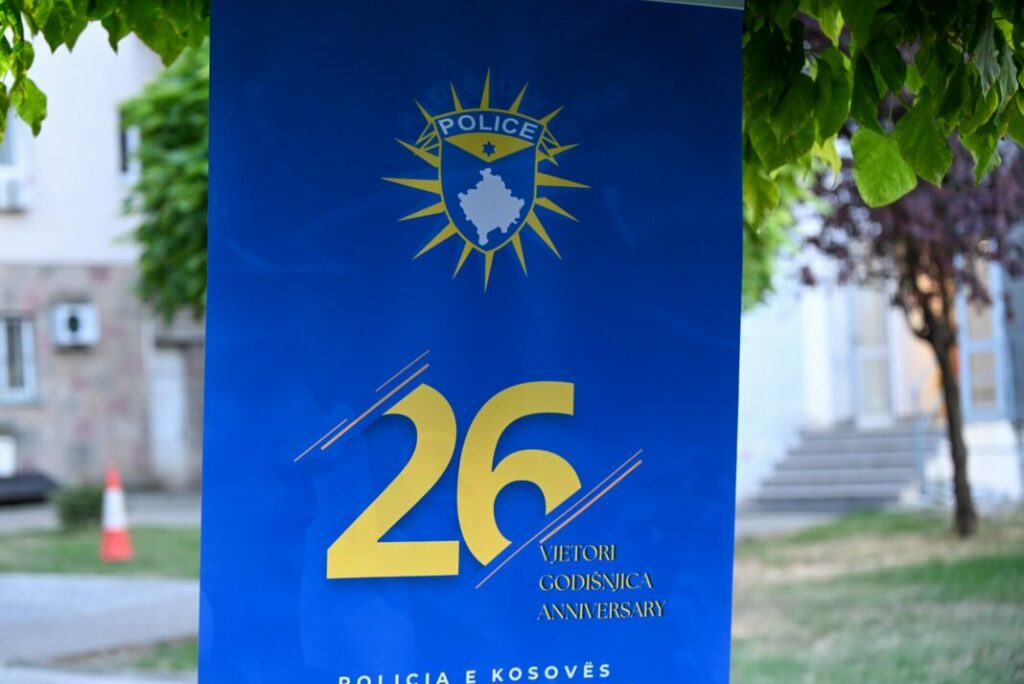 POLICE
26
VJETORI
GODIŠNJICA
ANNIVERSARY
POLICIA E KOSOVËS